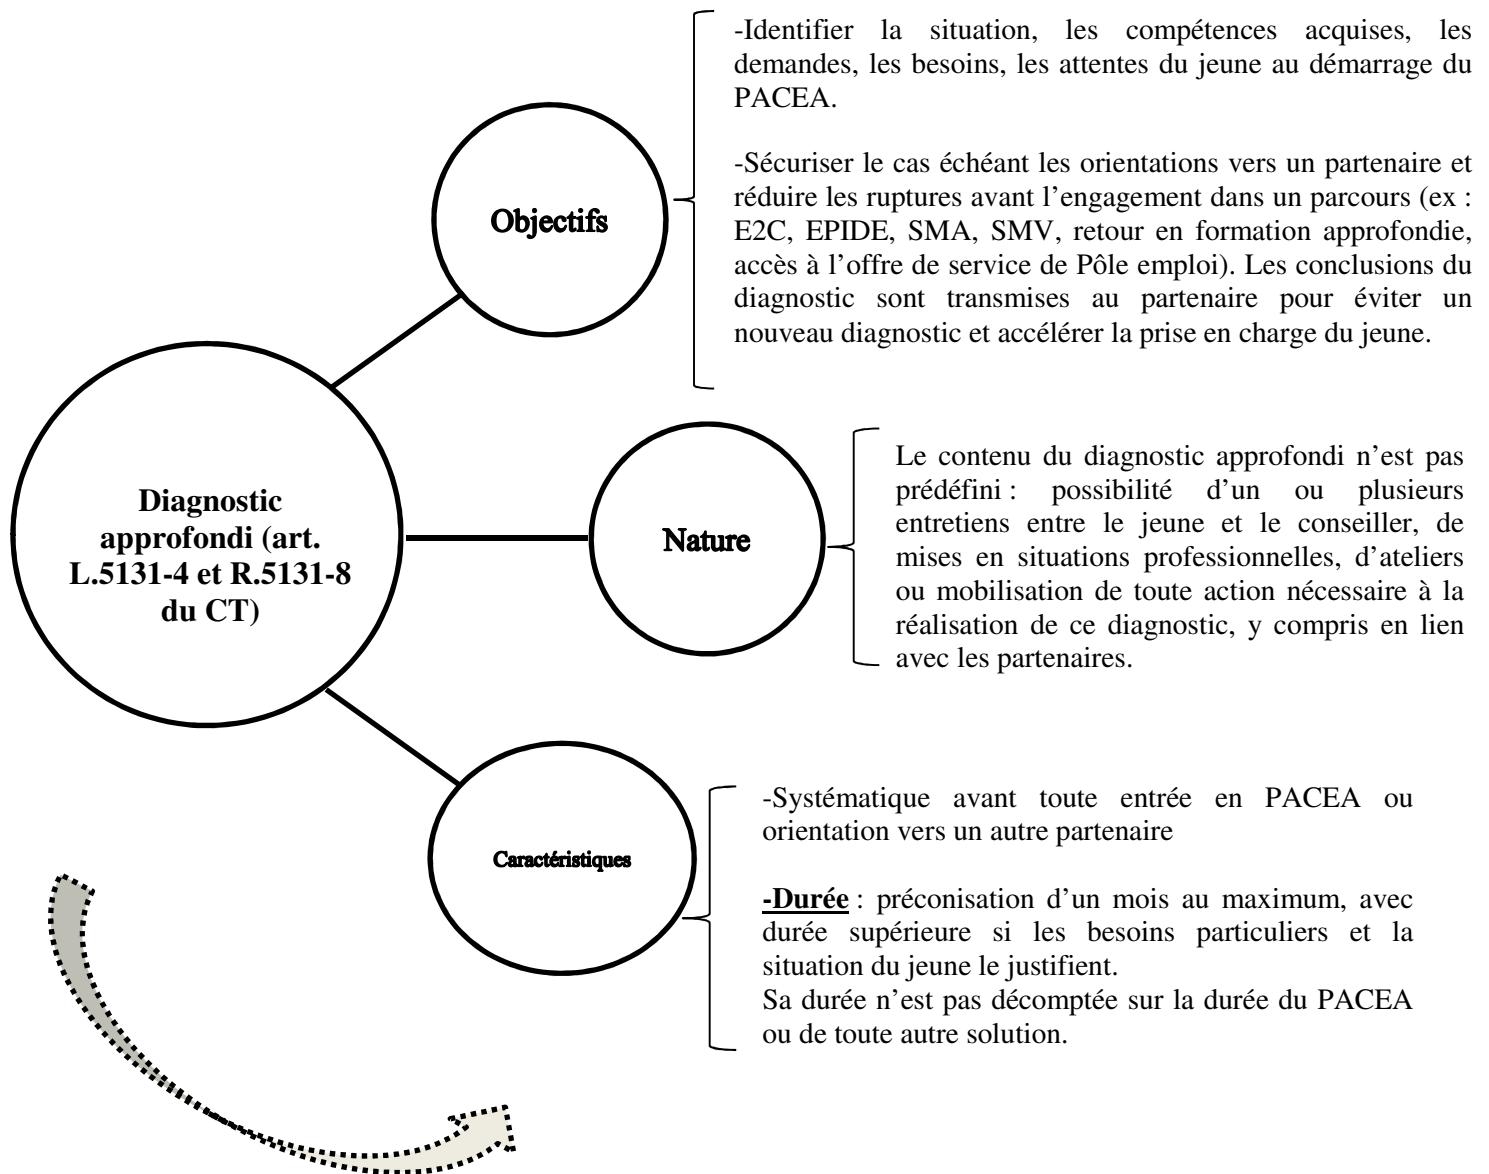 -Identifier la situation, les compétences acquises, les
demandes, les besoins, les attentes du jeune au démarrage du
PACEA.
-Sécuriser le cas échéant les orientations vers un partenaire et
réduire les ruptures avant l’engagement dans un parcours (ex :
E2C, EPIDE, SMA, SMV, retour en formation approfondie,
accès à l’offre de service de Pôle emploi). Les conclusions du
diagnostic sont transmises au partenaire pour éviter un
nouveau diagnostic et accélérer la prise en charge du jeune.
Objectifs
Diagnostic
approfondi (art.
L.5131-4 et R.5131-8
du CT)
Nature
Le contenu du diagnostic approfondi n’est pas
prédéfini : possibilité d’un ou plusieurs
entretiens entre le jeune et le conseiller, de
mises en situations professionnelles, d’ateliers
ou mobilisation de toute action nécessaire à la
réalisation de ce diagnostic, y compris en lien
avec les partenaires.
Caractéristiques
-Systématique avant toute entrée en PACEA ou
orientation vers un autre partenaire
-Durée : préconisation d’un mois au maximum, avec
durée supérieure si les besoins particuliers et la
situation du jeune le justifient.
Sa durée n’est pas décomptée sur la durée du PACEA
ou de toute autre solution.